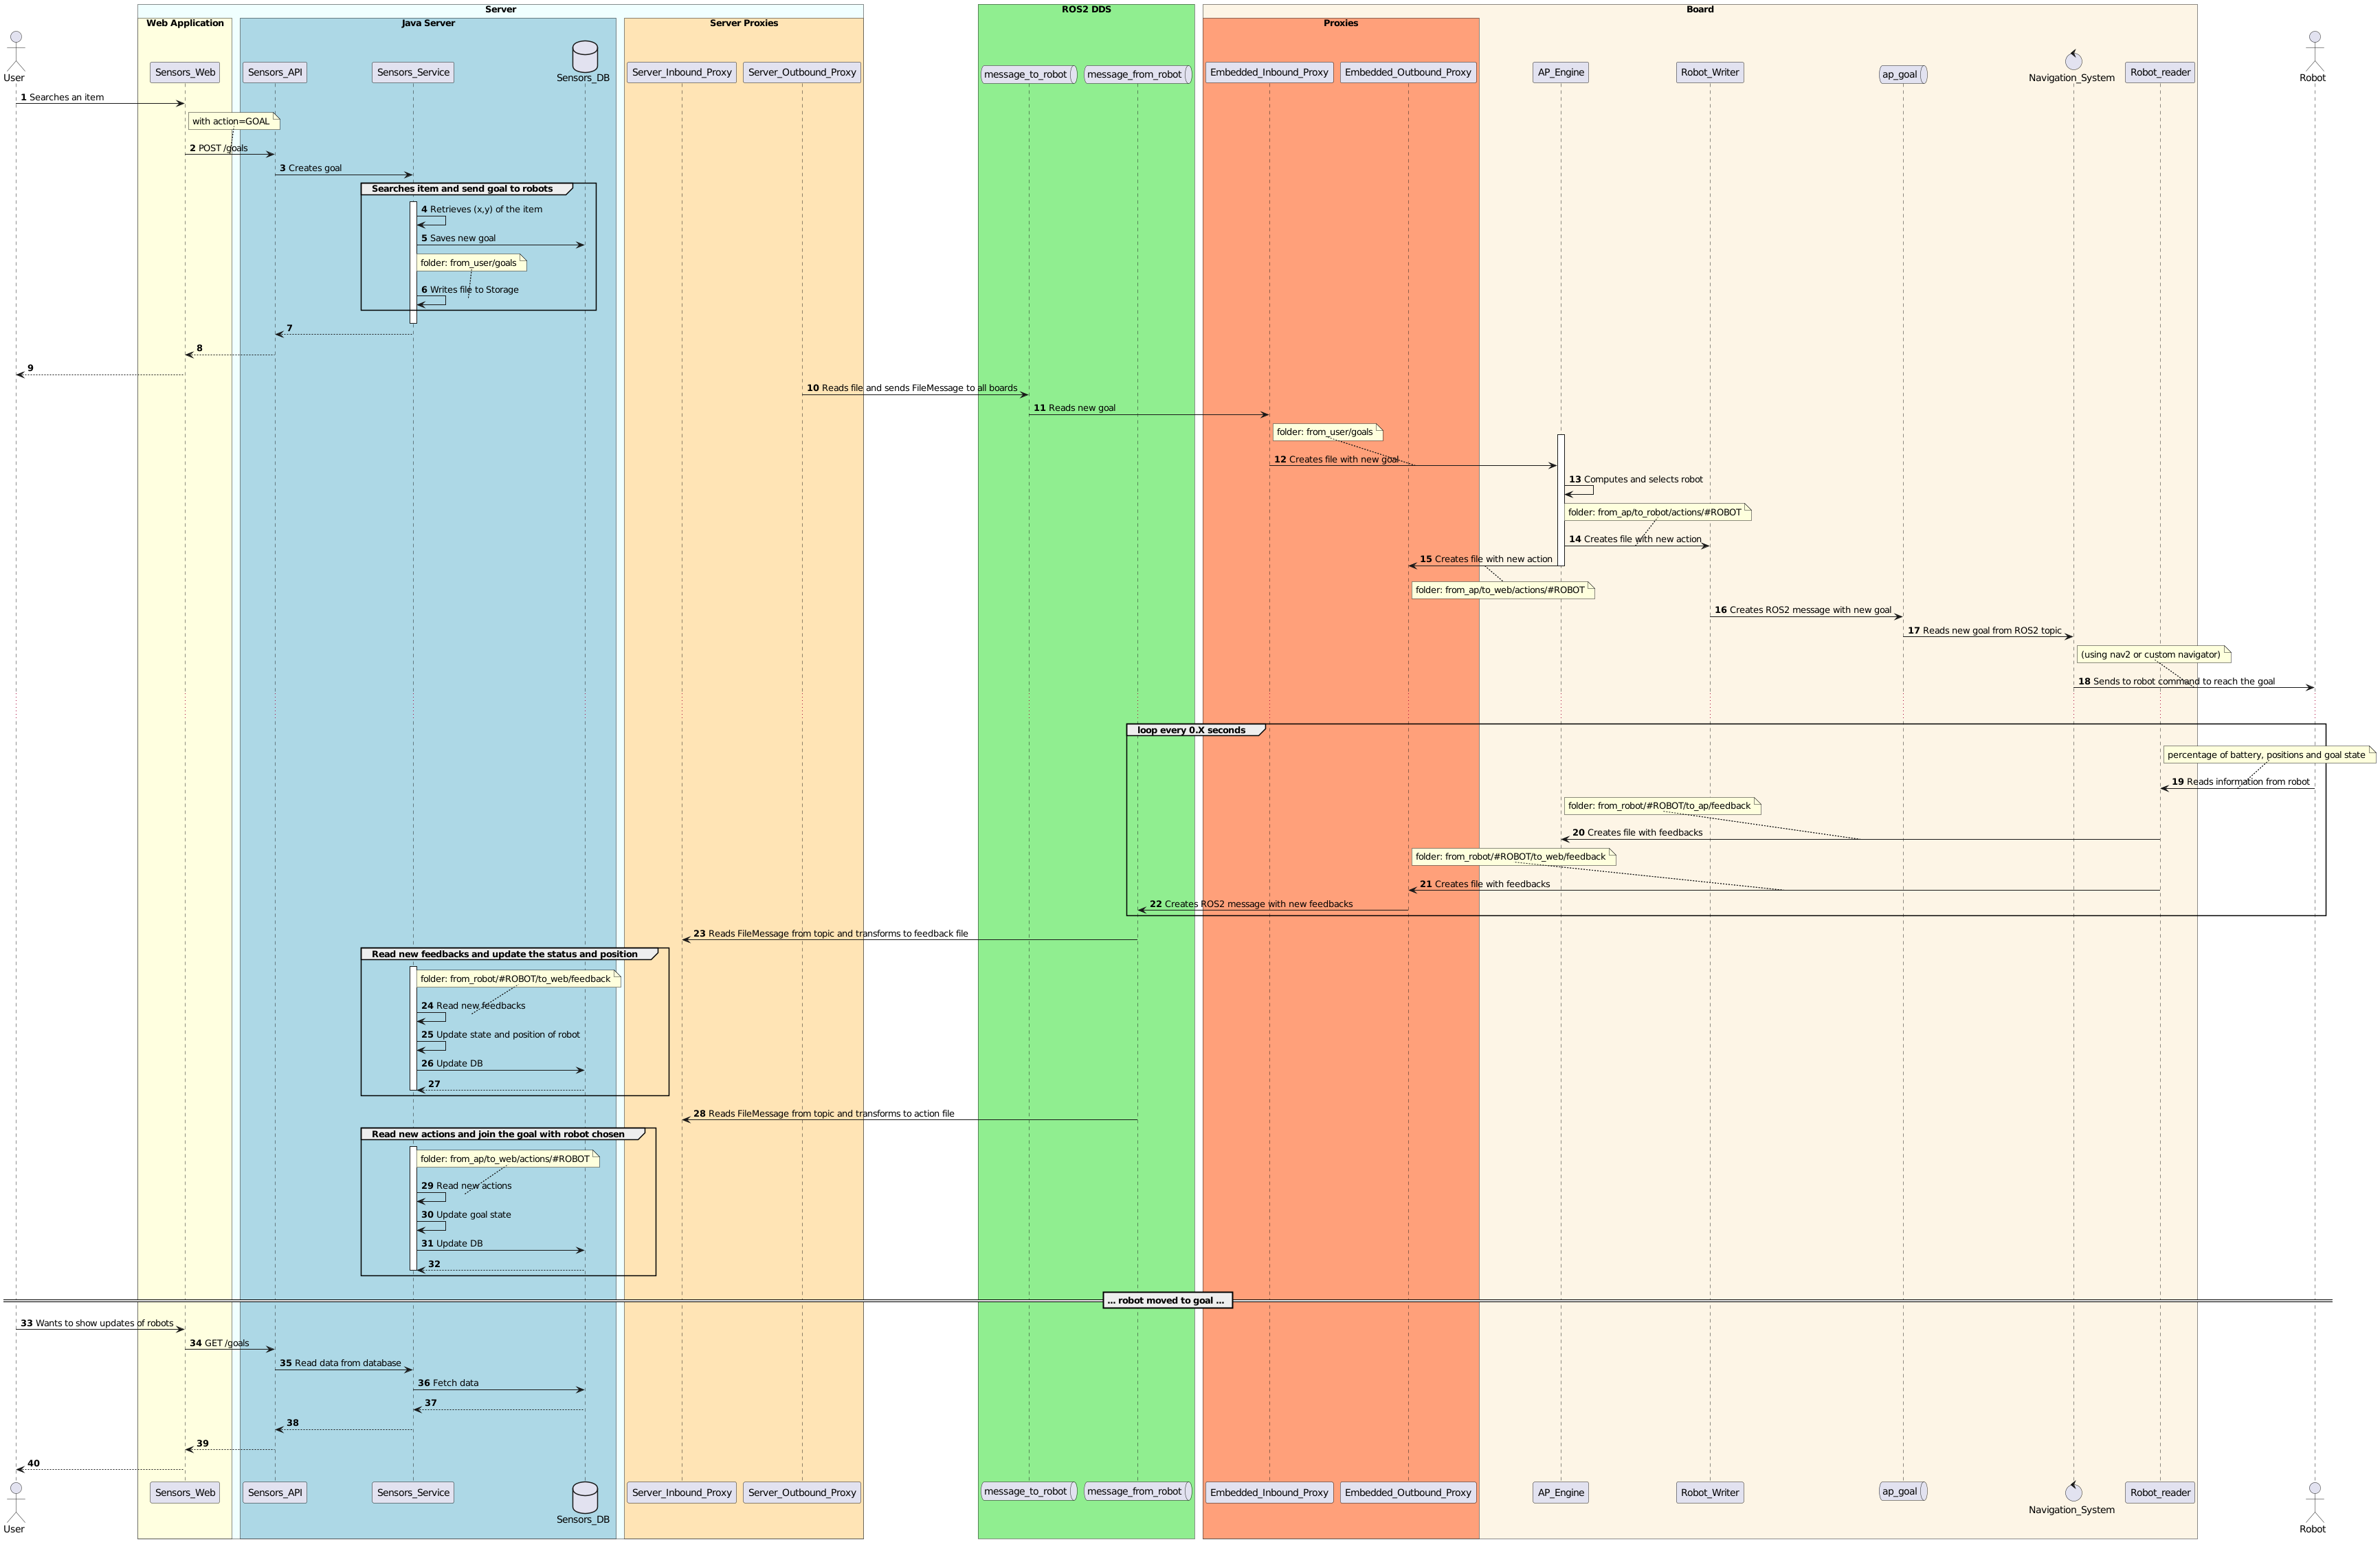 Server
ROS2 DDS
Board
Web Application
Java Server
Server Proxies
Proxies
User
Sensors_Web
Sensors_API
Sensors_Service
Sensors_DB
Server_Inbound_Proxy
Server_Outbound_Proxy
message_to_robot
message_from_robot
Embedded_Inbound_Proxy
Embedded_Outbound_Proxy
AP_Engine
Robot_Writer
ap_goal
Navigation_System
Robot_reader
Robot
1 Searches an item
with action=GOAL
2 POST /goals
3 Creates goal
Searches item and send goal to robots
4 Retrieves (x,y) of the item
5 Saves new goal
folder: from_user/goals
6 Writes file to Storage
7
8
9
10 Reads file and sends FileMessage to all boards
11 Reads new goal
folder: from_user/goals
12 Creates file with new goal
13 Computes and selects robot
folder: from_ap/to_robot/actions/#ROBOT
14 Creates file with new action
15 Creates file with new action
folder: from_ap/to_web/actions/#ROBOT
16 Creates ROS2 message with new goal
17 Reads new goal from ROS2 topic
(using nav2 or custom navigator)
18 Sends to robot command to reach the goal
loop every 0.X seconds
percentage of battery, positions and goal state
19 Reads information from robot
folder: from_robot/#ROBOT/to_ap/feedback
20 Creates file with feedbacks
folder: from_robot/#ROBOT/to_web/feedback
21 Creates file with feedbacks
22 Creates ROS2 message with new feedbacks
23 Reads FileMessage from topic and transforms to feedback file
Read new feedbacks and update the status and position
folder: from_robot/#ROBOT/to_web/feedback
24 Read new feedbacks
25 Update state and position of robot
26 Update DB
27
28 Reads FileMessage from topic and transforms to action file
Read new actions and join the goal with robot chosen
folder: from_ap/to_web/actions/#ROBOT
29 Read new actions
30 Update goal state
31 Update DB
32
... robot moved to goal ...
33 Wants to show updates of robots
34 GET /goals
35 Read data from database
36 Fetch data
37
38
39
40
User
Sensors_Web
Sensors_API
Sensors_Service
Sensors_DB
Server_Inbound_Proxy
Server_Outbound_Proxy
message_to_robot
message_from_robot
Embedded_Inbound_Proxy
Embedded_Outbound_Proxy
AP_Engine
Robot_Writer
ap_goal
Navigation_System
Robot_reader
Robot